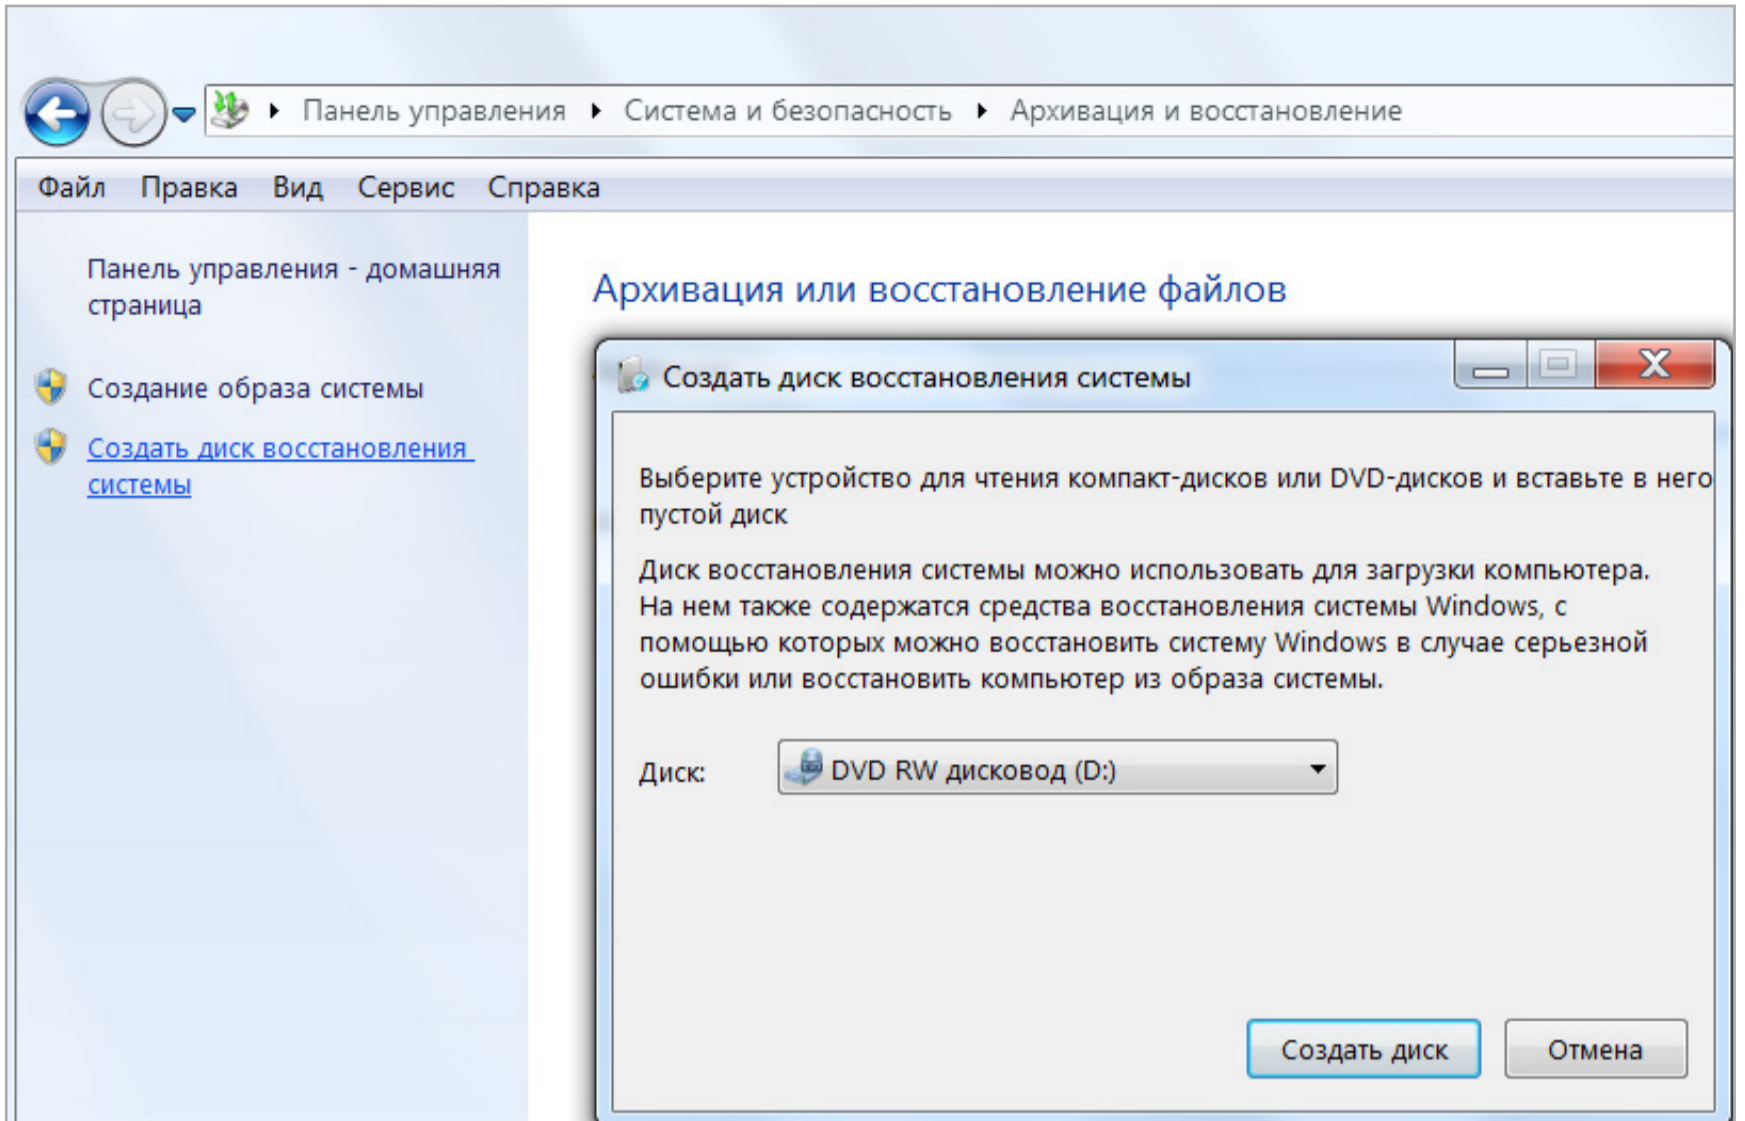 Панель управления Система и безопасность Архивация и восстановление
Файл Правка Вид Сервис Справка
Панель управления - домашняя
страница
Создание образа системы
Создать диск восстановления
системы
Архивация или восстановление файлов
Создать диск восстановления системы
Выберите устройство для чтения компакт-дисков или DVD-дисков и вставьте в него
пустой диск
Диск восстановления системы можно использовать для загрузки компьютера.
На нем также содержатся средства восстановления системы Windows, с
помощью которых можно восстановить систему Windows в случае серьезной
ошибки или восстановить компьютер из образа системы.
Диск: DVD RW дисковод (D:)
Создать диск Отмена